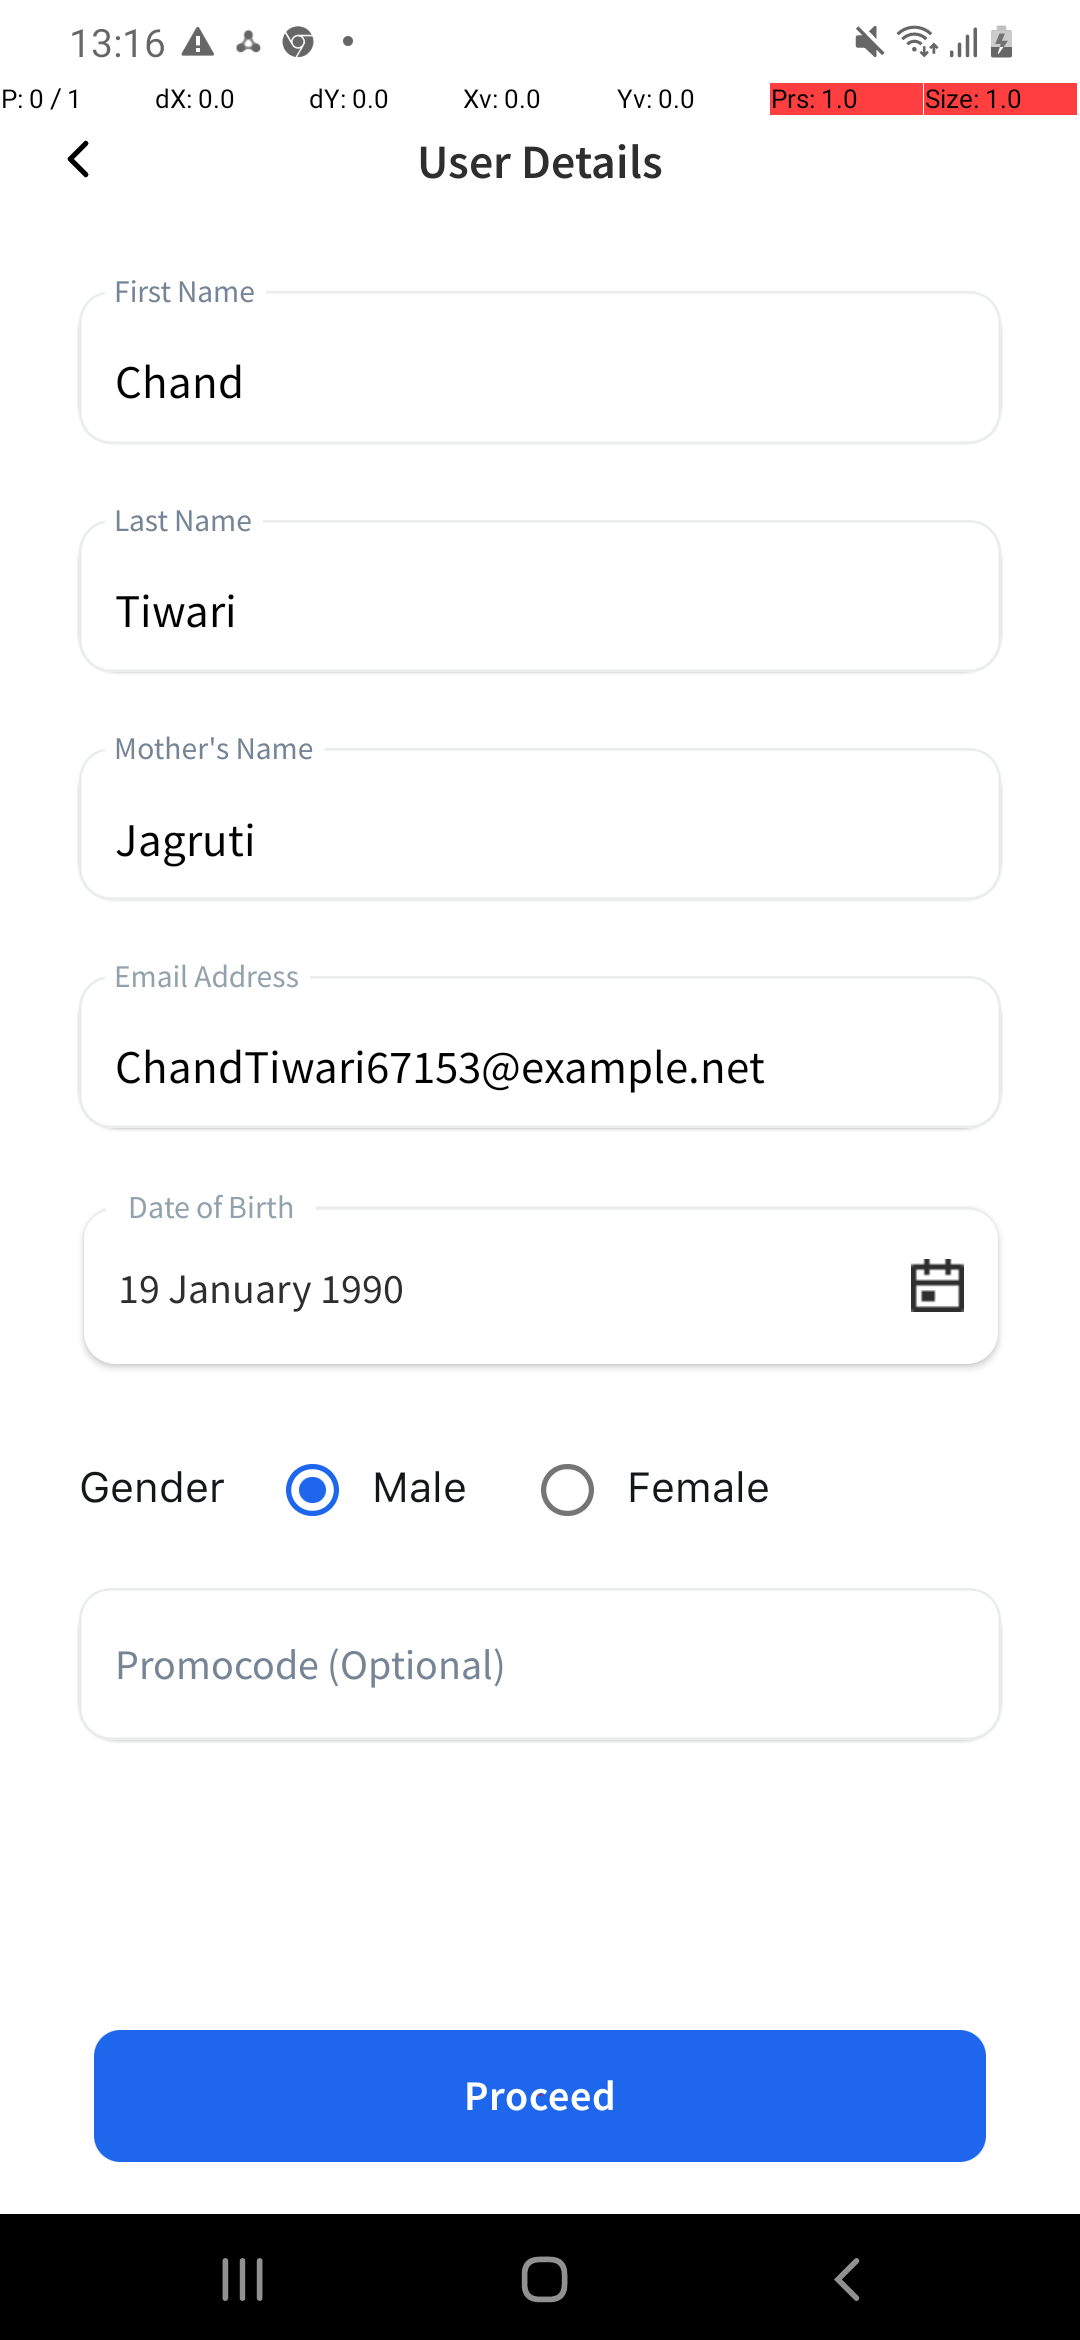 13:16
P: 0 / 1 dX: 0.0 dY: 0.0 Xv: 0.0 Yv: 0.0 Prs: 1.0 Size: 1.0
User Details
First Name
Chand
Last Name
Tiwari
Mother's Name
Jagruti
Email Address
ChandTiwari67153@example.net
Date of Birth
19 January 1990
Gender Male Female
Promocode (Optional)
Proceed